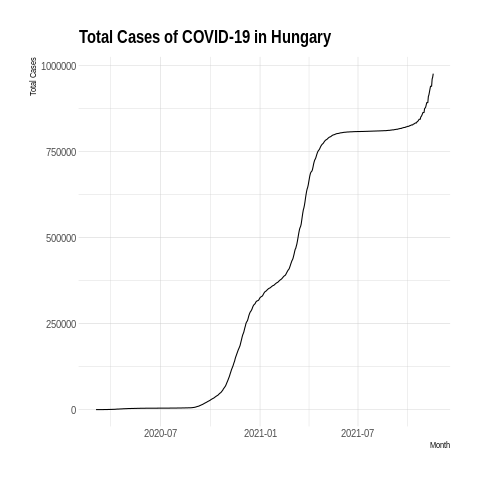 Total Cases of COVID-19 in Hungary
Total Cases
1000000
750000
500000
250000
0
2020-07
2021-01
2021-07
Month